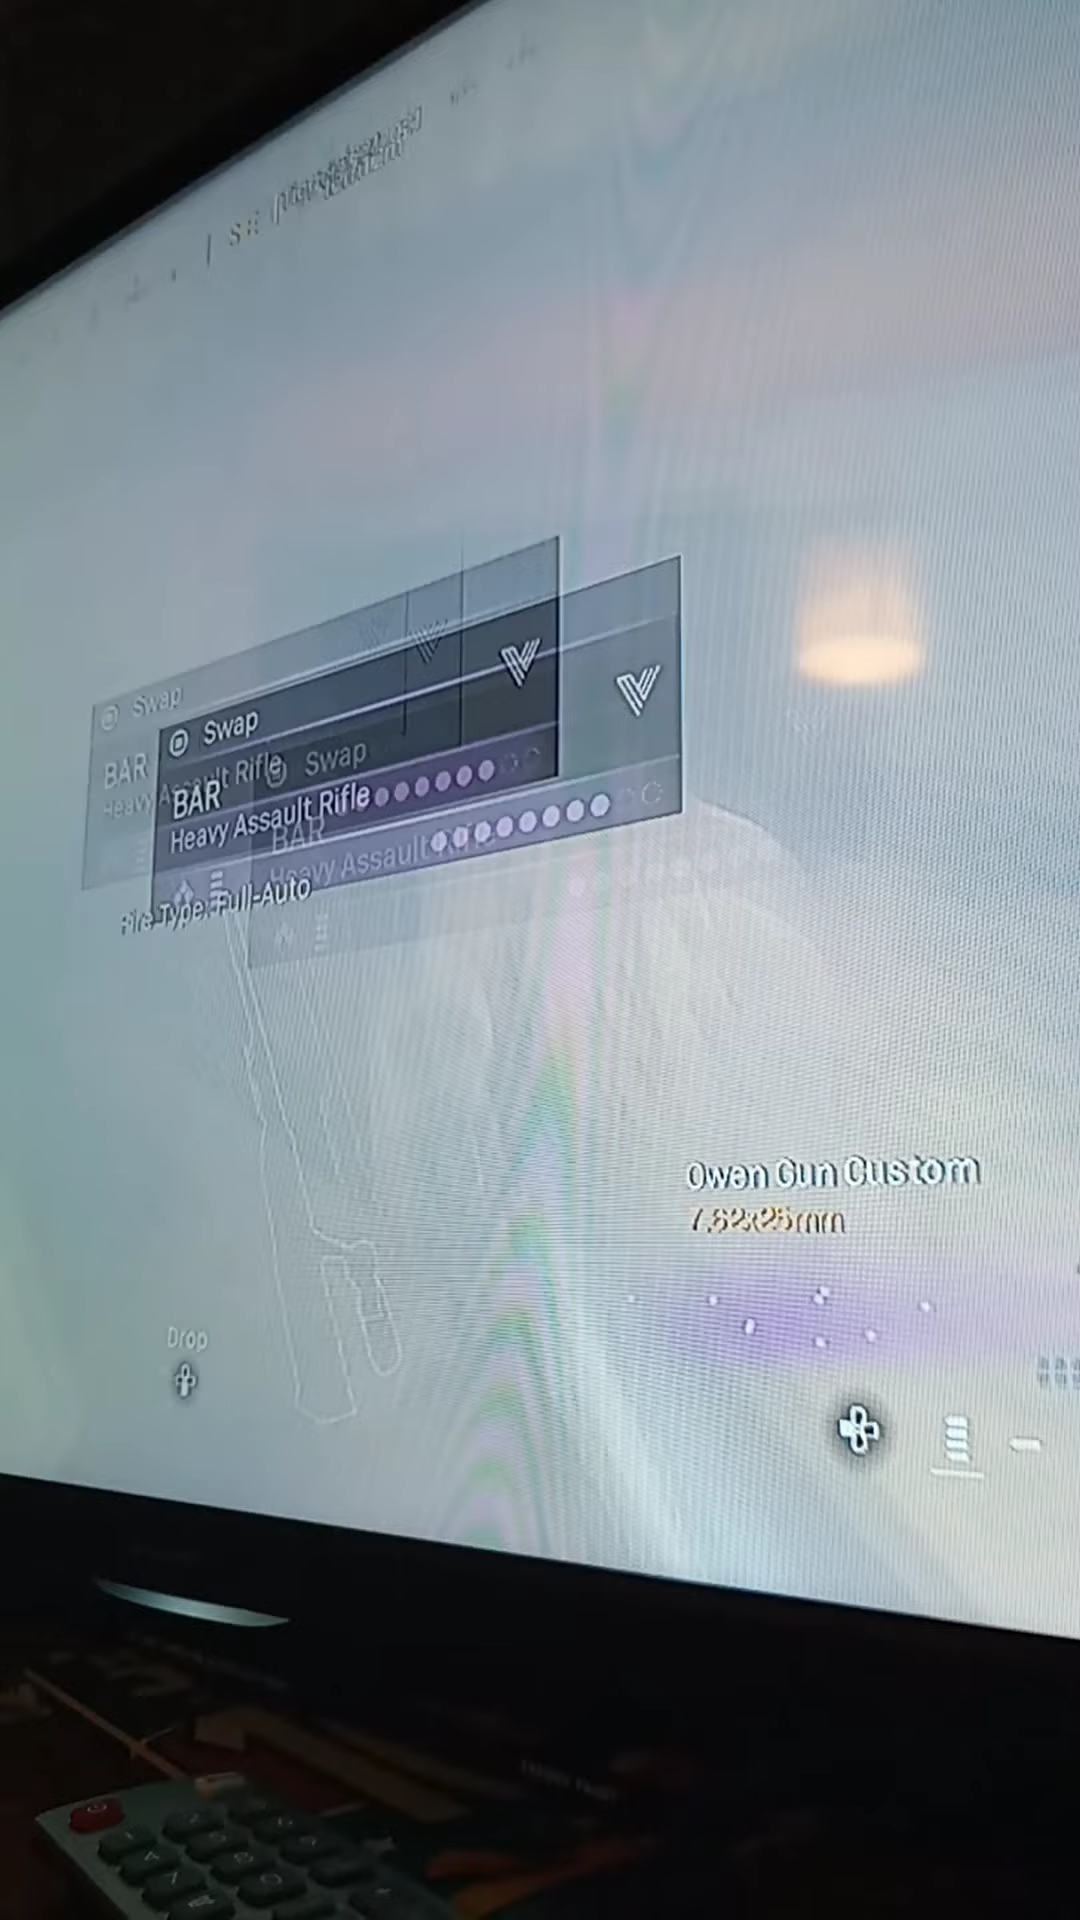 Swap
BAR
Heavy Assault Rifle
Swap
BAR
Heavy Assault Rifle
Swap
BAR
Heavy Assault
Fire Type: Full-Auto
Owen Gun Custom
7.62x25mm
Drop